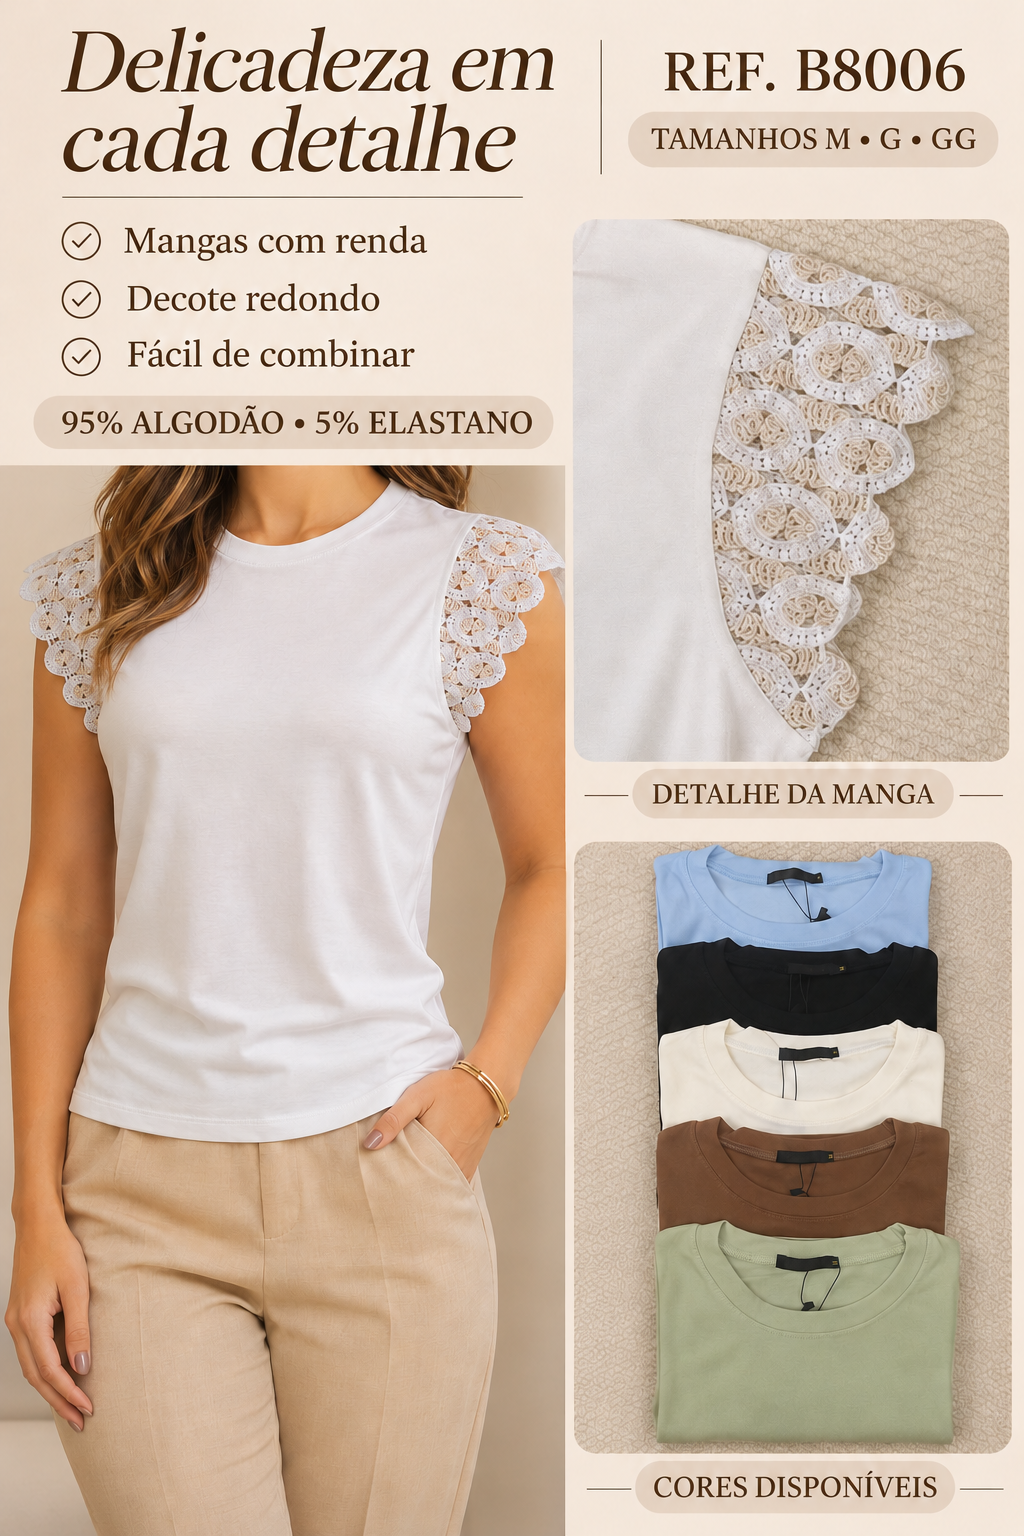 Delicadeza em
cada detalhe
REF. B8006
TAMANHOS M • G • GG
Mangas com renda
Decote redondo
Fácil de combinar
95% ALGODÃO • 5% ELASTANO
DETALHE DA MANGA
CORES DISPONÍVEIS